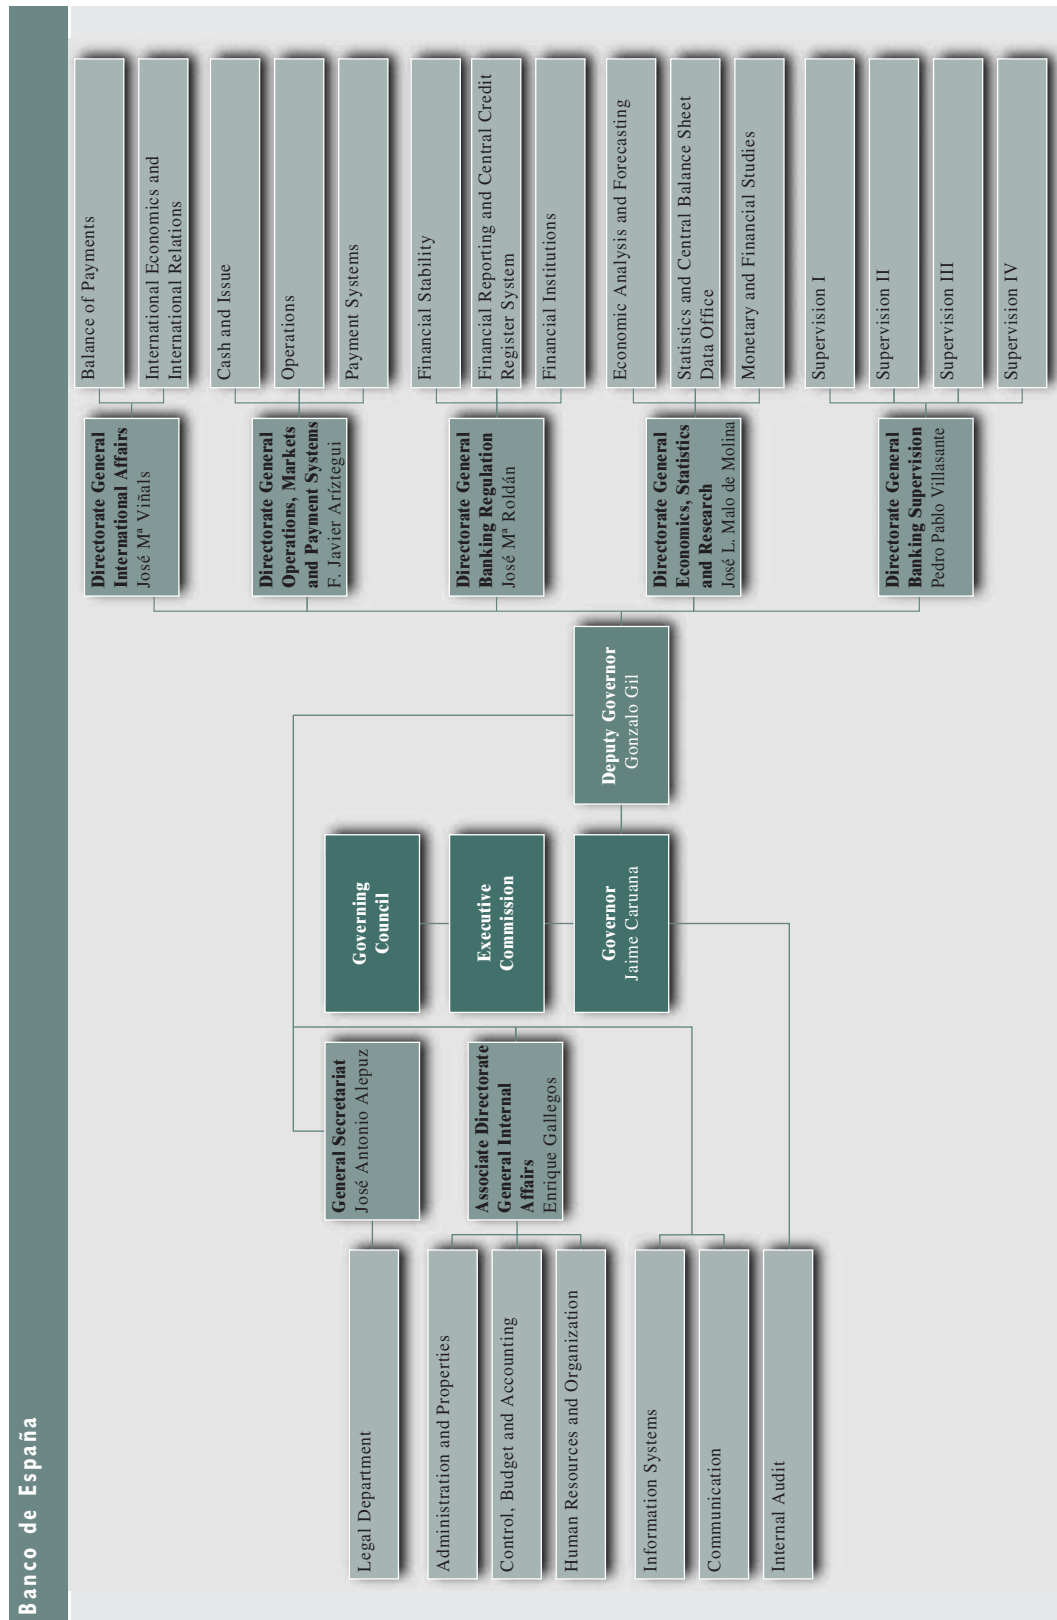 Banco de España
Legal Department
Administration and Properties
Control, Budget and Accounting
Human Resources and Organization
Information Systems
Communication
Internal Audit
General Secretariat
José Antonio Alepuz
Associate Directorate
General Internal
Affairs
Enrique Gallegos
Governing
Council
Executive
Commission
Governor
Jaime Caruana
Deputy Governor
Gonzalo Gil
Directorate General
International Affairs
José Mª Viñals
Directorate General
Operations, Markets
and Payment Systems
F. Javier Aríztegui
Directorate General
Banking Regulation
José Mª Roldán
Directorate General
Economics, Statistics
and Research
José L. Malo de Molina
Directorate General
Banking Supervision
Pedro Pablo Villasante
Balance of Payments
International Economics and
International Relations
Cash and Issue
Operations
Payment Systems
Financial Stability
Financial Reporting and Central Credit
Register System
Financial Institutions
Economic Analysis and Forecasting
Statistics and Central Balance Sheet
Data Office
Monetary and Financial Studies
Supervision I
Supervision II
Supervision III
Supervision IV